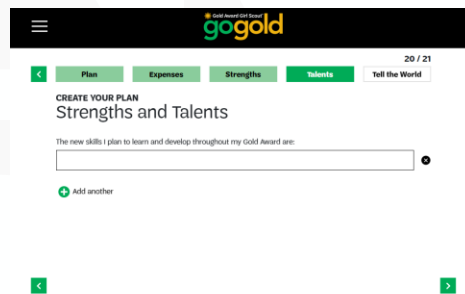 Gold Award Girl Scout
gogold
20 / 21
Plan
Expenses
Strengths
Talents
Tell the World
CREATE YOUR PLAN
Strengths and Talents
The new skills I plan to learn and develop throughout my Gold Award are:
Add another